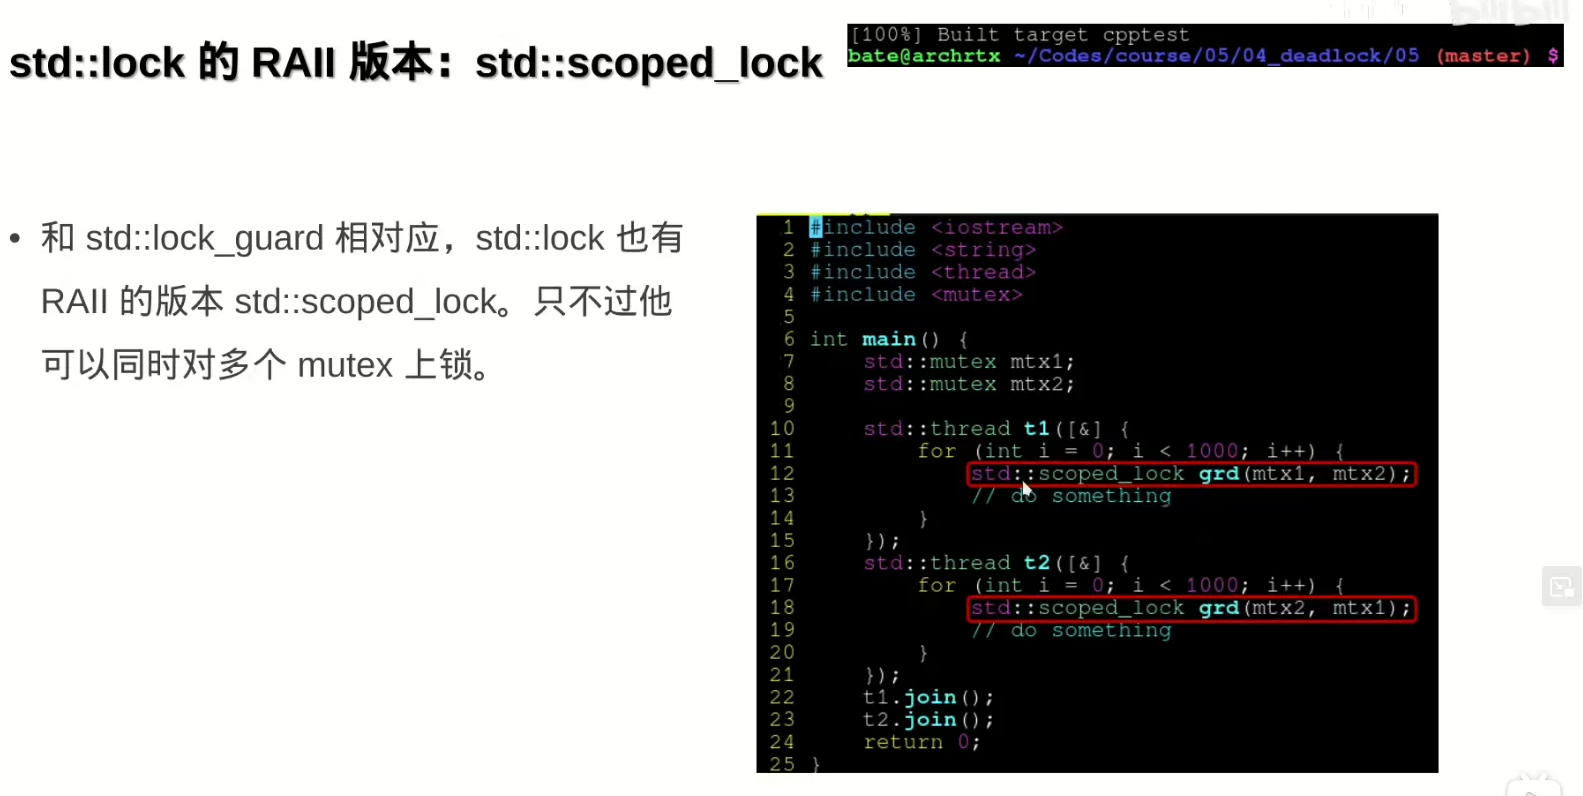 std::lock 的 RAII 版本：std::scoped_lock
[100%] Built target cpptest
bate@archrtx ~/Codes/course/05/04_deadlock/05 (master) $
• 和 std::lock_guard 相对应，std::lock 也有
RAII 的版本 std::scoped_lock。只不过他
可以同时对多个 mutex 上锁。
1 #include <iostream>
2 #include <string>
3 #include <thread>
4 #include <mutex>
5
6 int main() {
7     std::mutex mtx1;
8     std::mutex mtx2;
9
10     std::thread t1([&] {
11         for (int i = 0; i < 1000; i++) {
12             std::scoped_lock grd(mtx1, mtx2);
13             // do something
14         }
15     });
16     std::thread t2([&] {
17         for (int i = 0; i < 1000; i++) {
18             std::scoped_lock grd(mtx2, mtx1);
19             // do something
20         }
21     });
22     t1.join();
23     t2.join();
24     return 0;
25 }